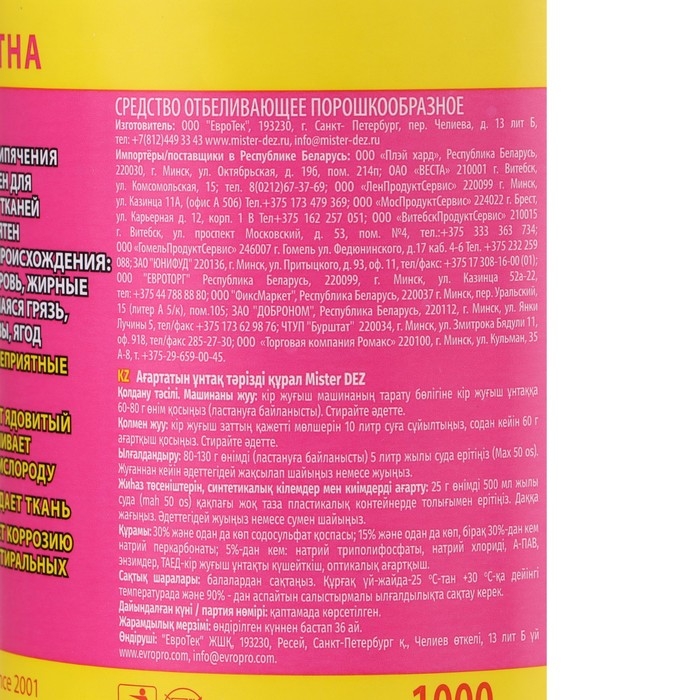 ТНА
ИПЯЧЕНИЯ
ЕН ДЛЯ
ТКАНЕЙ
ЯТЕН
ПРОИСХОЖДЕНИЯ:
РОВЬ, ЖИРНЫЕ
ШАЯСЯ ГРЯЗЬ,
ВЫ, ЯГОД
ЕПРИЯТНЫЕ
Т ЯДОВИТЫЙ
ИВАЕТ
ИСЛОРОДУ
ДАЕТ ТКАНЬ
ЕТ КОРРОЗИЮ
ТИРАЛЬНЫХ
nce 2001
СРЕДСТВО ОТБЕЛИВАЮЩЕЕ ПОРОШКООБРАЗНОЕ
Изготовитель: ООО "ЕвроТек", 193230, г. Санкт- Петербург, пер. Челиева, д. 13 лит Б,
тел: +7(812)449 33 43 www.mister-dez.ru, info@mister-dez.ru
Импортёры/поставщики в Республике Беларусь: ООО «Плэй хард», Республика Беларусь,
220030, г. Минск, ул. Октябрьская, д. 19б, пом. 214п; ОАО «ВЕСТА» 210001 г. Витебск,
ул. Комсомольская, 15; тел. 8(0212)67-37-69; ООО «ЛенПродуктСервис» 220099 г. Минск,
ул. Казинца 11А, (офис А 506) Тел.+375 173 479 369; ООО «МосПродуктСервис» 224022 г. Брест,
ул. Карьерная д. 12, корп. 1 В Тел+375 162 257 051; ООО «ВитебскПродуктСервис» 210015
г. Витебск, ул. проспект Московский, д. 53, пом. №4, тел.:+375 333 363 734;
ООО «ГомельПродуктСервис» 246007 г. Гомель ул. Федюнинского, д.17 каб. 4-6 Тел. +375 232 259
088; ЗАО "ЮНИФУД" 220136, г. Минск, ул. Притыцкого, д. 93, оф. 11, тел/факс: +375 17 308-16-00 (01);
ООО "ЕВРОТОРГ" Республика Беларусь, 220099, г. Минск, ул. Казинца 52а-22,
тел: +375 44 788 88 80; ООО "ФиксМаркет", Республика Беларусь, 220037 г. Минск, пер. Уральский,
15 (литер А 5/к), пом.105; ЗАО "ДОБРОНОМ", Республика Беларусь, 220112, г. Минск, ул. Янки
Лучины 5, тел/факс +375 173 62 98 76; ЧТУП "Бурштат" 220034, г. Минск, ул. Змитрока Бядули 11,
оф. 918, тел/факс 285-27-30; ООО «Торговая компания Ромакс» 220100, г. Минск, ул. Кульман, 35
А-8, т. +375-29-659-00-45.
KZ Ағартатын ұнтақ тәрізді құрал Mister DEZ
Қолдану тәсілі. Машинаны жуу: кір жуғыш машинаның тарату бөлігіне кір жуғыш ұнтаққа
60-80 г өнім қосыңыз (ластануға байланысты). Стирайте әдетте.
Қолмен жуу: кір жуғыш заттың қажетті мөлшерін 10 литр суға сұйылтыңыз, содан кейін 60 г
ағартқыш қосыңыз. Стирайте әдетте.
Ылғалдандыру: 80-130 г өнімді (ластануға байланысты) 5 литр жылы суда ерітіңіз (Max 50 os).
Жуғаннан кейін әдеттегідей жақсылап шайыңыз немесе жуыңыз.
Жиһаз төсеніштерін, синтетикалық кілемдер мен киімдерді ағарту: 25 г өнімді 500 мл жылы
суда (mah 50 os) қақпағы жоқ таза пластикалық контейнерде толығымен ерітіңіз. Даққа
жағыңыз. Әдеттегідей жуыңыз немесе сумен шайыңыз.
Құрамы: 30% және одан да көп содосульфат қоспасы; 15% және одан да көп, бірақ 30%-дан кем
натрий перкарбонаты; 5%-дан кем: натрий триполифосфаты, натрий хлориді, А-ПАВ,
энзимдер, ТАЕД-кір жуғыш ұнтақты күшейткіш, оптикалық ағартқыш.
Сақтық шаралары: балалардан сақтаңыз. Құрғақ үй-жайда-25 °С-тан +30 °С-қа дейінгі
температурада және 90% - дан аспайтын салыстырмалы ылғалдылықта сақтау керек.
Дайындалған күні / партия нөмірі: қаптамада көрсетілген.
Жарамдылық мерзімі: өндірілген күннен бастап 36 ай.
Өндіруші: "ЕвроТек" ЖШҚ, 193230, Ресей, Санкт-Петербург қ., Челиев өткелі, 13 лит Б үй
www.evropro.com, info@evropro.com.
1000